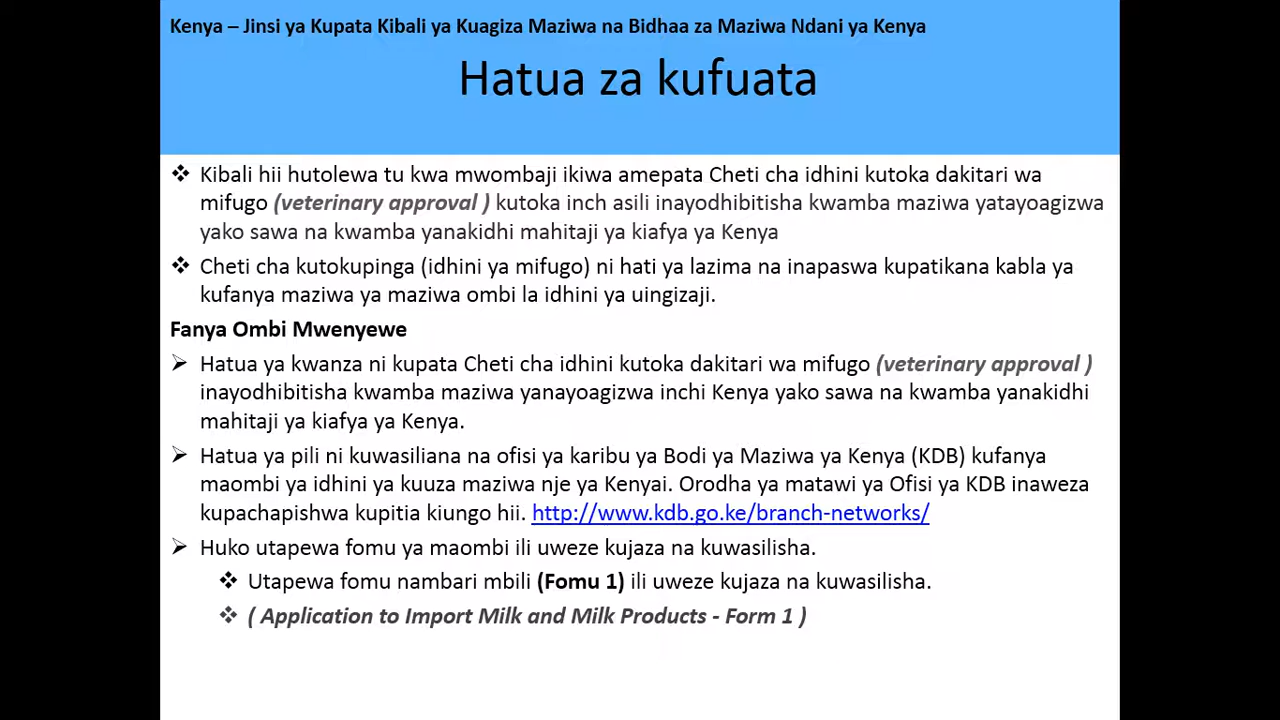 Kenya – Jinsi ya Kupata Kibali ya Kuagiza Maziwa na Bidhaa za Maziwa Ndani ya Kenya
Hatua za kufuata
❖ Kibali hii hutolewa tu kwa mwombaji ikiwa amepata Cheti cha idhini kutoka dakitari wa
mifugo (veterinary approval ) kutoka inch asili inayodhibitisha kwamba maziwa yatayoagizwa
yako sawa na kwamba yanakidhi mahitaji ya kiafya ya Kenya
❖ Cheti cha kutokupinga (idhini ya mifugo) ni hati ya lazima na inapaswa kupatikana kabla ya
kufanya maziwa ya maziwa ombi la idhini ya uingizaji.
Fanya Ombi Mwenyewe
➢ Hatua ya kwanza ni kupata Cheti cha idhini kutoka dakitari wa mifugo (veterinary approval )
inayodhibitisha kwamba maziwa yanayoagizwa inchi Kenya yako sawa na kwamba yanakidhi
mahitaji ya kiafya ya Kenya.
➢ Hatua ya pili ni kuwasiliana na ofisi ya karibu ya Bodi ya Maziwa ya Kenya (KDB) kufanya
maombi ya idhini ya kuuza maziwa nje ya Kenyai. Orodha ya matawi ya Ofisi ya KDB inaweza
kupachapishwa kupitia kiungo hii. http://www.kdb.go.ke/branch-networks/
➢ Huko utapewa fomu ya maombi ili uweze kujaza na kuwasilisha.
❖ Utapewa fomu nambari mbili (Fomu 1) ili uweze kujaza na kuwasilisha.
❖ ( Application to Import Milk and Milk Products - Form 1 )